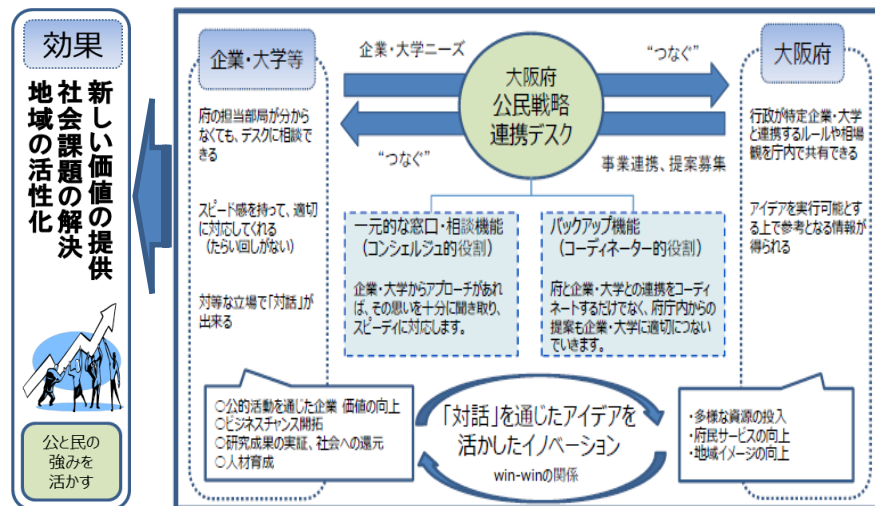 効果
新しい価値の提供
社会課題の解決
地域の活性化
公と民の
強みを
活かす
企業・大学等
府の担当部局が分から
なくても、デスクに相談で
きる
スピード感を持って、適切
に対応してくれる
(たらい回しがない)
対等な立場で「対話」が
出来る
企業・大学ニーズ
“つなぐ”
大阪府
公民戦略
連携デスク
“つなぐ”
事業連携、提案募集
大阪府
行政が特定企業・大学
と連携するルールや相場
観を庁内で共有できる
アイデアを実行可能とす
る上で参考となる情報が
得られる
一元的な窓口・相談機能
(コンシェルジュ的役割)
企業・大学からアプローチがあれ
ば、その思いを十分に聞き取り、
スピーディに対応します。
バックアップ機能
(コーディネーター的役割)
府と企業・大学との連携をコーディ
ネートするだけでなく、府庁内からの
提案も企業・大学に適切につない
でいきます。
○公的活動を通じた企業 価値の向上
○ビジネスチャンス開拓
○研究成果の実証、社会への還元
○人材育成
「対話」を通じたアイデアを
活かしたイノベーション
win-winの関係
・多様な資源の投入
・府民サービスの向上
・地域イメージの向上